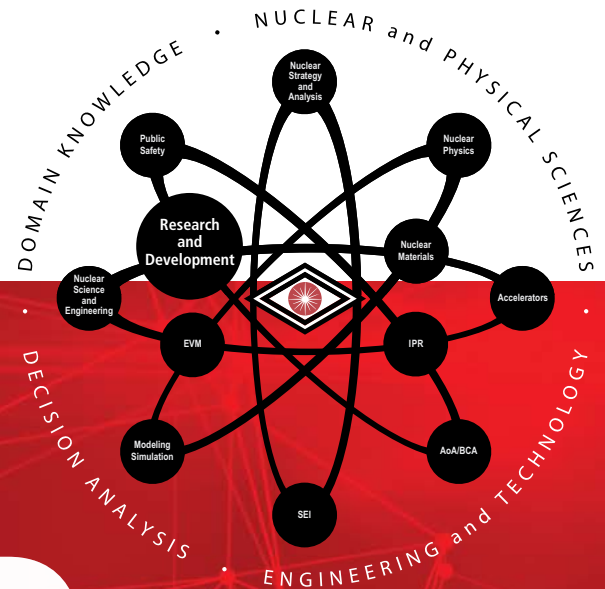 DOMAIN KNOWLEDGE • NUCLEAR and PHYSICAL SCIENCES •
Nuclear
Strategy
and
Analysis
Public
Safety
Nuclear
Physics
Research
and
Development
Nuclear
Materials
Nuclear
Science
and
Engineering
Accelerators
EVM
IPR
Modeling
Simulation
AoA/BCA
SEI
• DECISION ANALYSIS • ENGINEERING and TECHNOLOGY